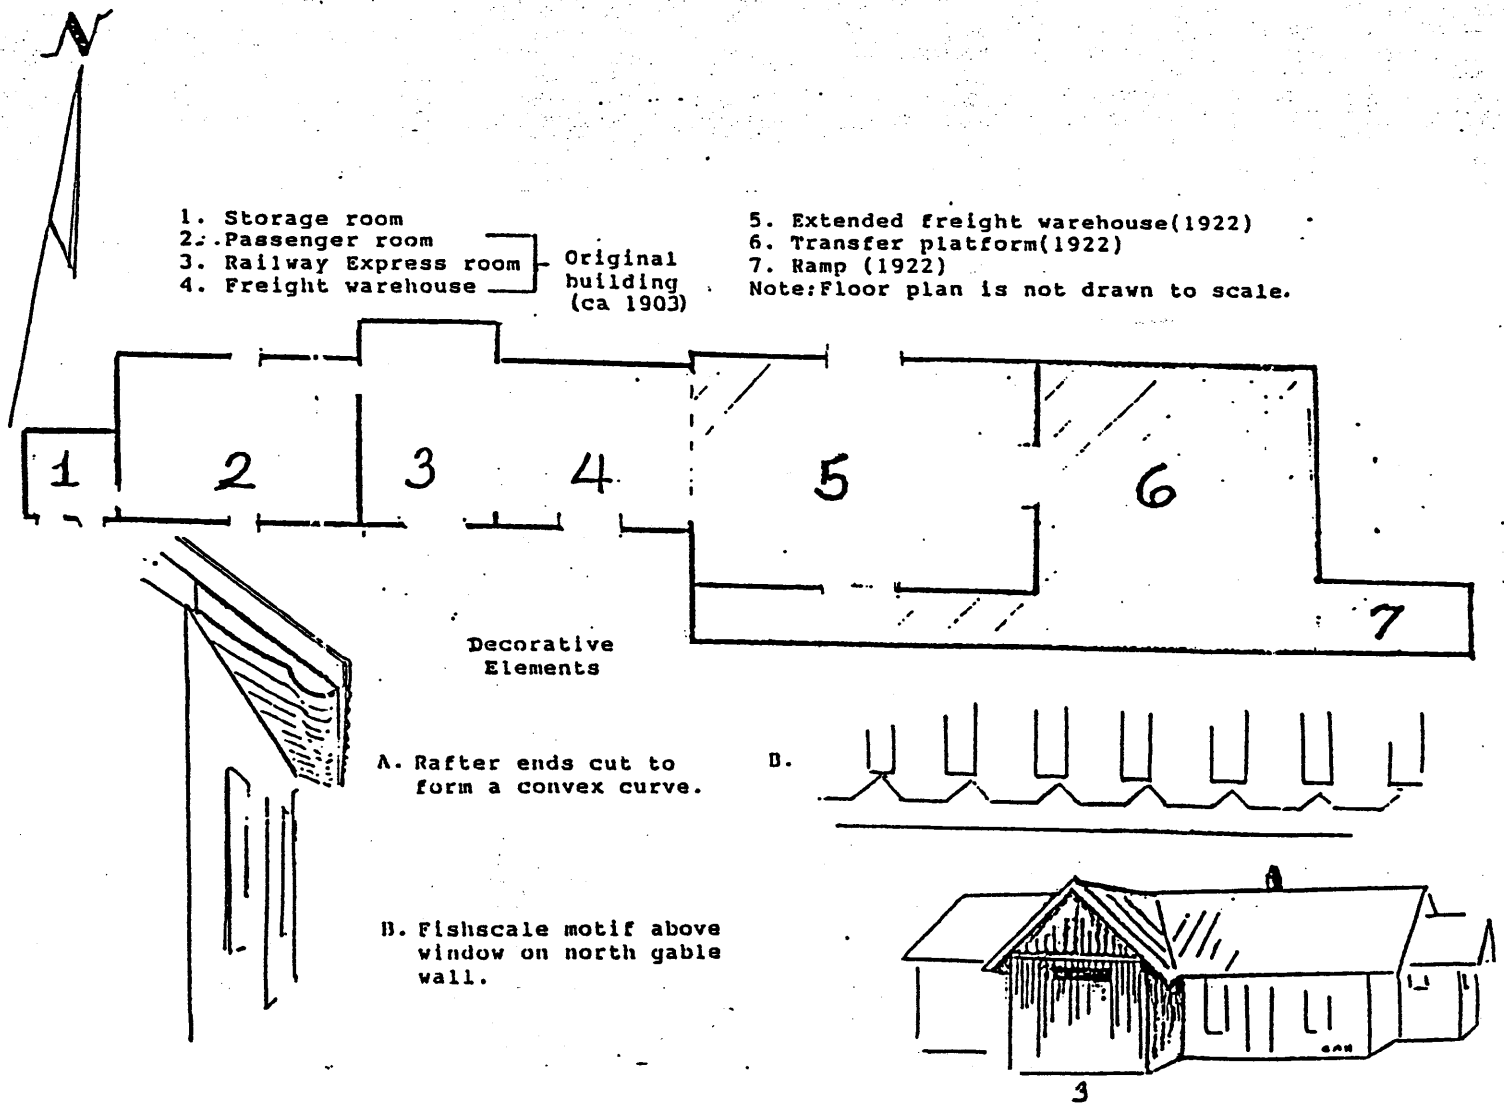 N
1. Storage room
2. Passenger room
3. Railway Express room
4. Freight warehouse
Original
building
(ca 1903)
5. Extended freight warehouse(1922)
6. Transfer platform(1922)
7. Ramp (1922)
Note:Floor plan is not drawn to scale.
1
2
3
4
5
6
7
Decorative
Elements
A. Rafter ends cut to
form a convex curve.
B.
B. Fishscale motif above
window on north gable
wall.
3